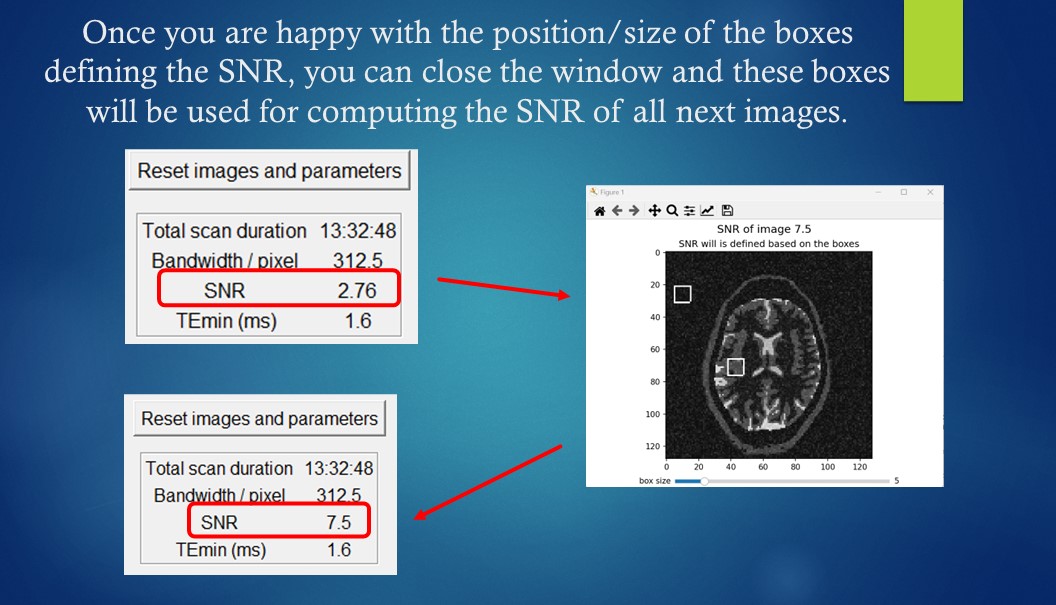 Once you are happy with the position/size of the boxes
defining the SNR, you can close the window and these boxes
will be used for computing the SNR of all next images.
Reset images and parameters
Total scan duration 13:32:48
Bandwidth / pixel 312.5
SNR 2.76
TEmin (ms) 1.6
Figure 1
SNR of image 7.5
SNR will is defined based on the boxes
0
20
40
60
80
100
120
0 20 40 60 80 100 120
box size 5
Reset images and parameters
Total scan duration 13:32:48
Bandwidth / pixel 312.5
SNR 7.5
TEmin (ms) 1.6